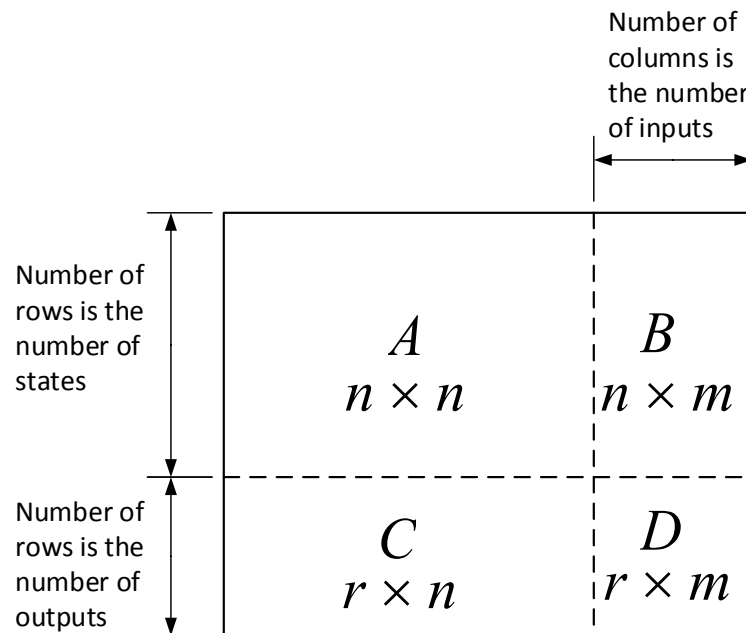 Number of
columns is
the number
of inputs
Number of
rows is the
number of
states
A
n × n
B
n × m
Number of
rows is the
number of
outputs
C
r × n
D
r × m